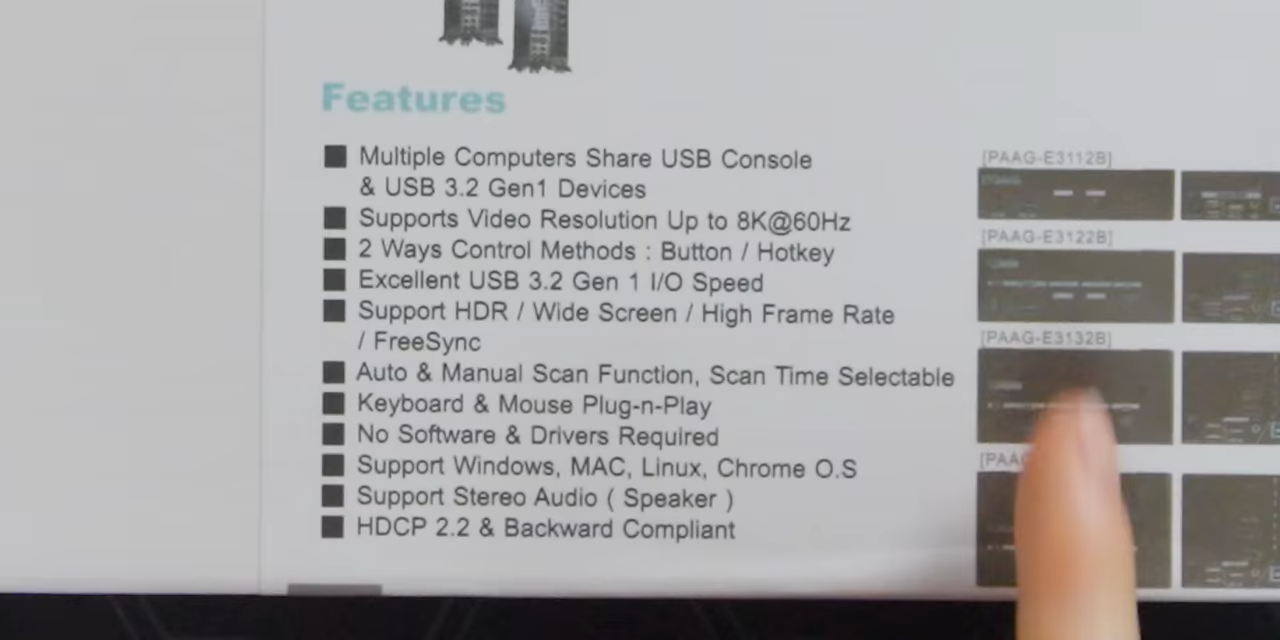 Features
■ Multiple Computers Share USB Console
& USB 3.2 Gen1 Devices
■ Supports Video Resolution Up to 8K@60Hz
■ 2 Ways Control Methods : Button / Hotkey
■ Excellent USB 3.2 Gen 1 I/O Speed
■ Support HDR / Wide Screen / High Frame Rate
/ FreeSync
■ Auto & Manual Scan Function, Scan Time Selectable
■ Keyboard & Mouse Plug-n-Play
■ No Software & Drivers Required
■ Support Windows, MAC, Linux, Chrome O.S
■ Support Stereo Audio ( Speaker )
■ HDCP 2.2 & Backward Compliant
[PAAG-E3112B]
[PAAG-E3122B]
[PAAG-E3132B]
[PAAG